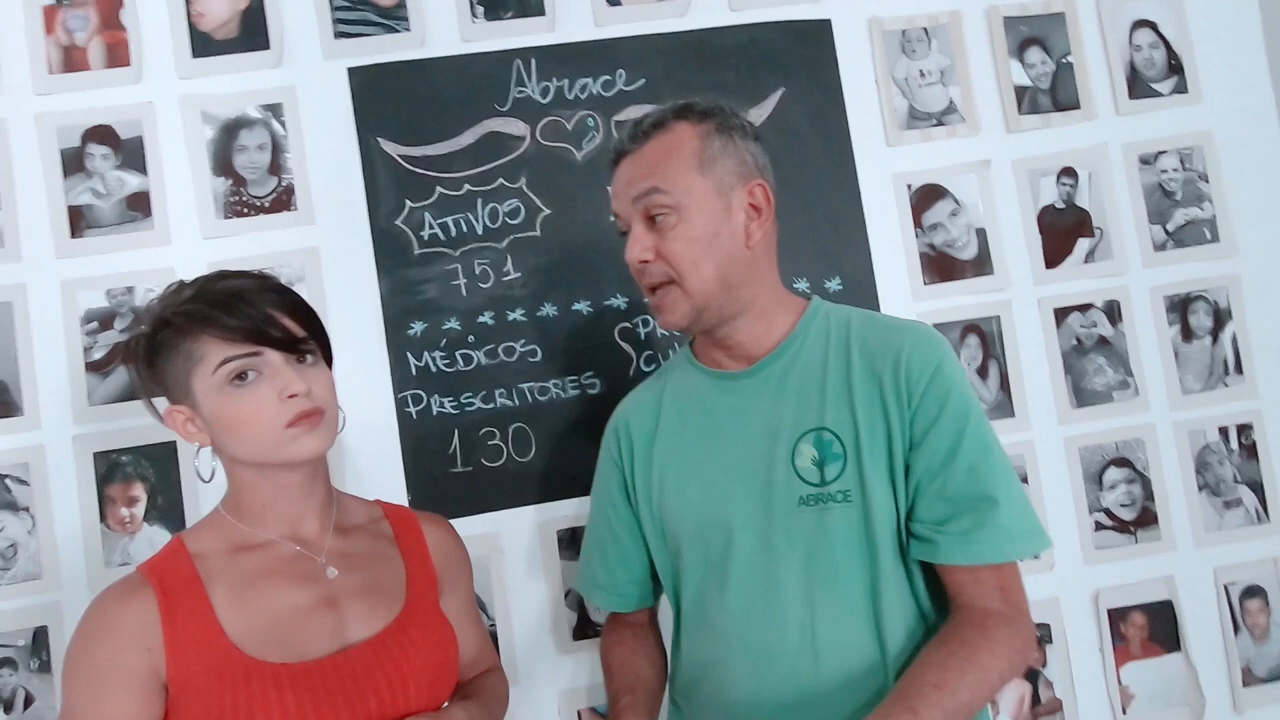 Abrace
ATIVOS
751
MÉDICOS
PRESCRITORES
130
ABRACE